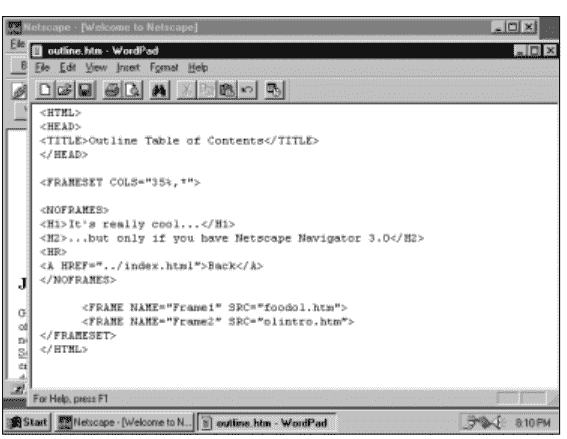 Netscape - [Welcome to Netscape]
File
outline.htm - WordPad
File Edit View Insert Format Help
<HTML>
<HEAD>
<TITLE>Outline Table of Contents</TITLE>
</HEAD>
<FRAMESET COLS="35%,*">
<NOFRAMES>
<H1>It's really cool...</H1>
<H2>...but only if you have Netscape Navigator 3.0</H2>
<HR>
<A HREF="../index.html">Back</A>
</NOFRAMES>
<FRAME NAME="Frame1" SRC="foodol.htm">
<FRAME NAME="Frame2" SRC="olintro.htm">
</FRAMESET>
</HTML>
J
For Help, press F1
Start Netscape - [Welcome to N... outline.htm - WordPad 8:10 PM